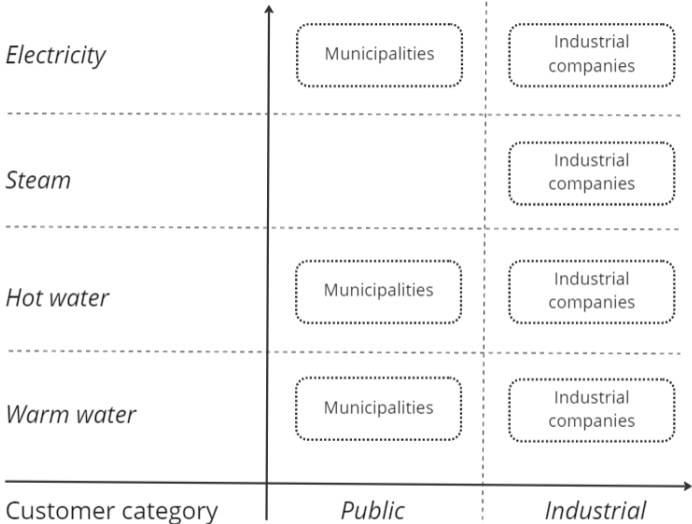 Electricity
Municipalities
Industrial
companies
Steam
Industrial
companies
Hot water
Municipalities
Industrial
companies
Warm water
Municipalities
Industrial
companies
Customer category
Public
Industrial